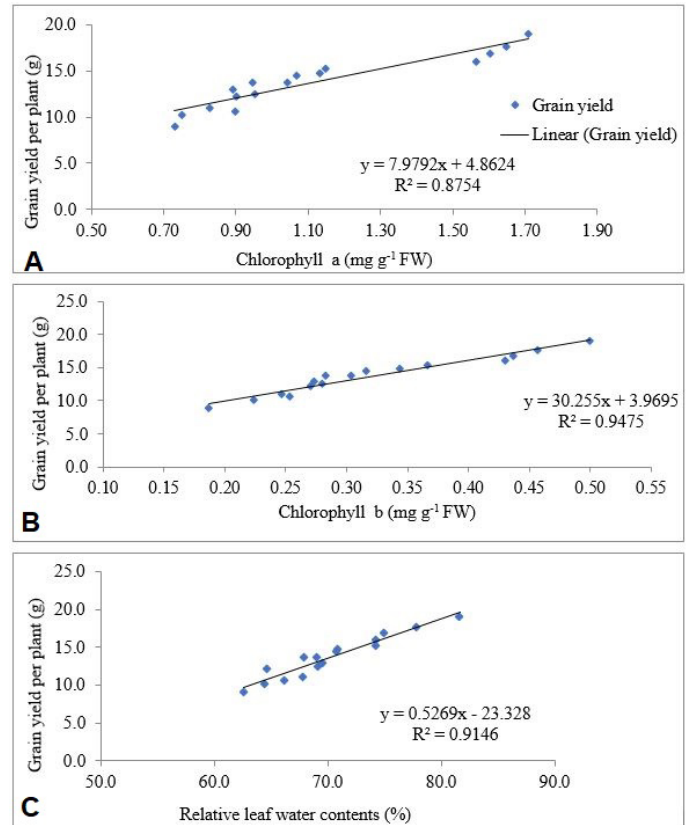 20.0
15.0
10.0
5.0
0.0
Grain yield per plant (g)
Grain yield
Linear (Grain yield)
y = 7.9792x + 4.8624
R² = 0.8754
0.50 0.70 0.90 1.10 1.30 1.50 1.70 1.90
A
Chlorophyll a (mg g⁻¹ FW)
25.0
20.0
15.0
10.0
5.0
0.0
Grain yield per plant (g)
y = 30.255x + 3.9695
R² = 0.9475
0.10 0.15 0.20 0.25 0.30 0.35 0.40 0.45 0.50 0.55
B
Chlorophyll b (mg g⁻¹ FW)
25.0
20.0
15.0
10.0
5.0
0.0
Grain yield per plant (g)
y = 0.5269x - 23.328
R² = 0.9146
50.0 60.0 70.0 80.0 90.0
C
Relative leaf water contents (%)